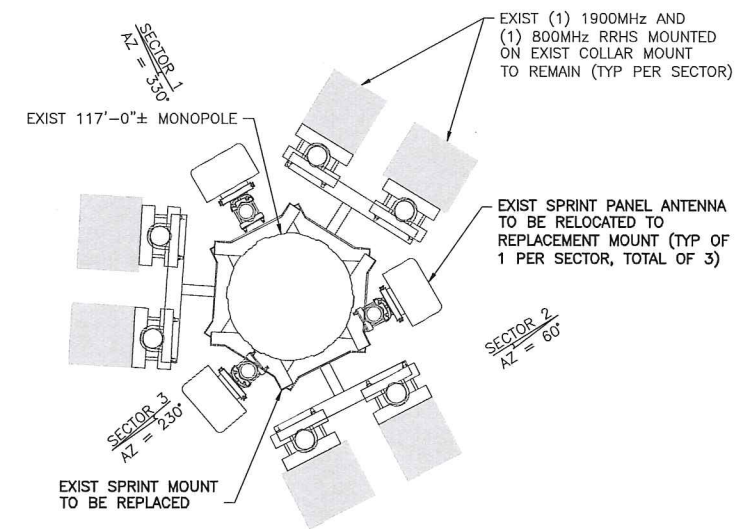 EXIST (1) 1900MHz AND
(1) 800MHz RRHS MOUNTED
ON EXIST COLLAR MOUNT
TO REMAIN (TYP PER SECTOR)
SECTOR 1
AZ = 330°
EXIST 117'-0"± MONOPOLE
EXIST SPRINT PANEL ANTENNA
TO BE RELOCATED TO
REPLACEMENT MOUNT (TYP OF
1 PER SECTOR, TOTAL OF 3)
SECTOR 2
AZ = 60°
SECTOR 3
AZ = 230°
EXIST SPRINT MOUNT
TO BE REPLACED